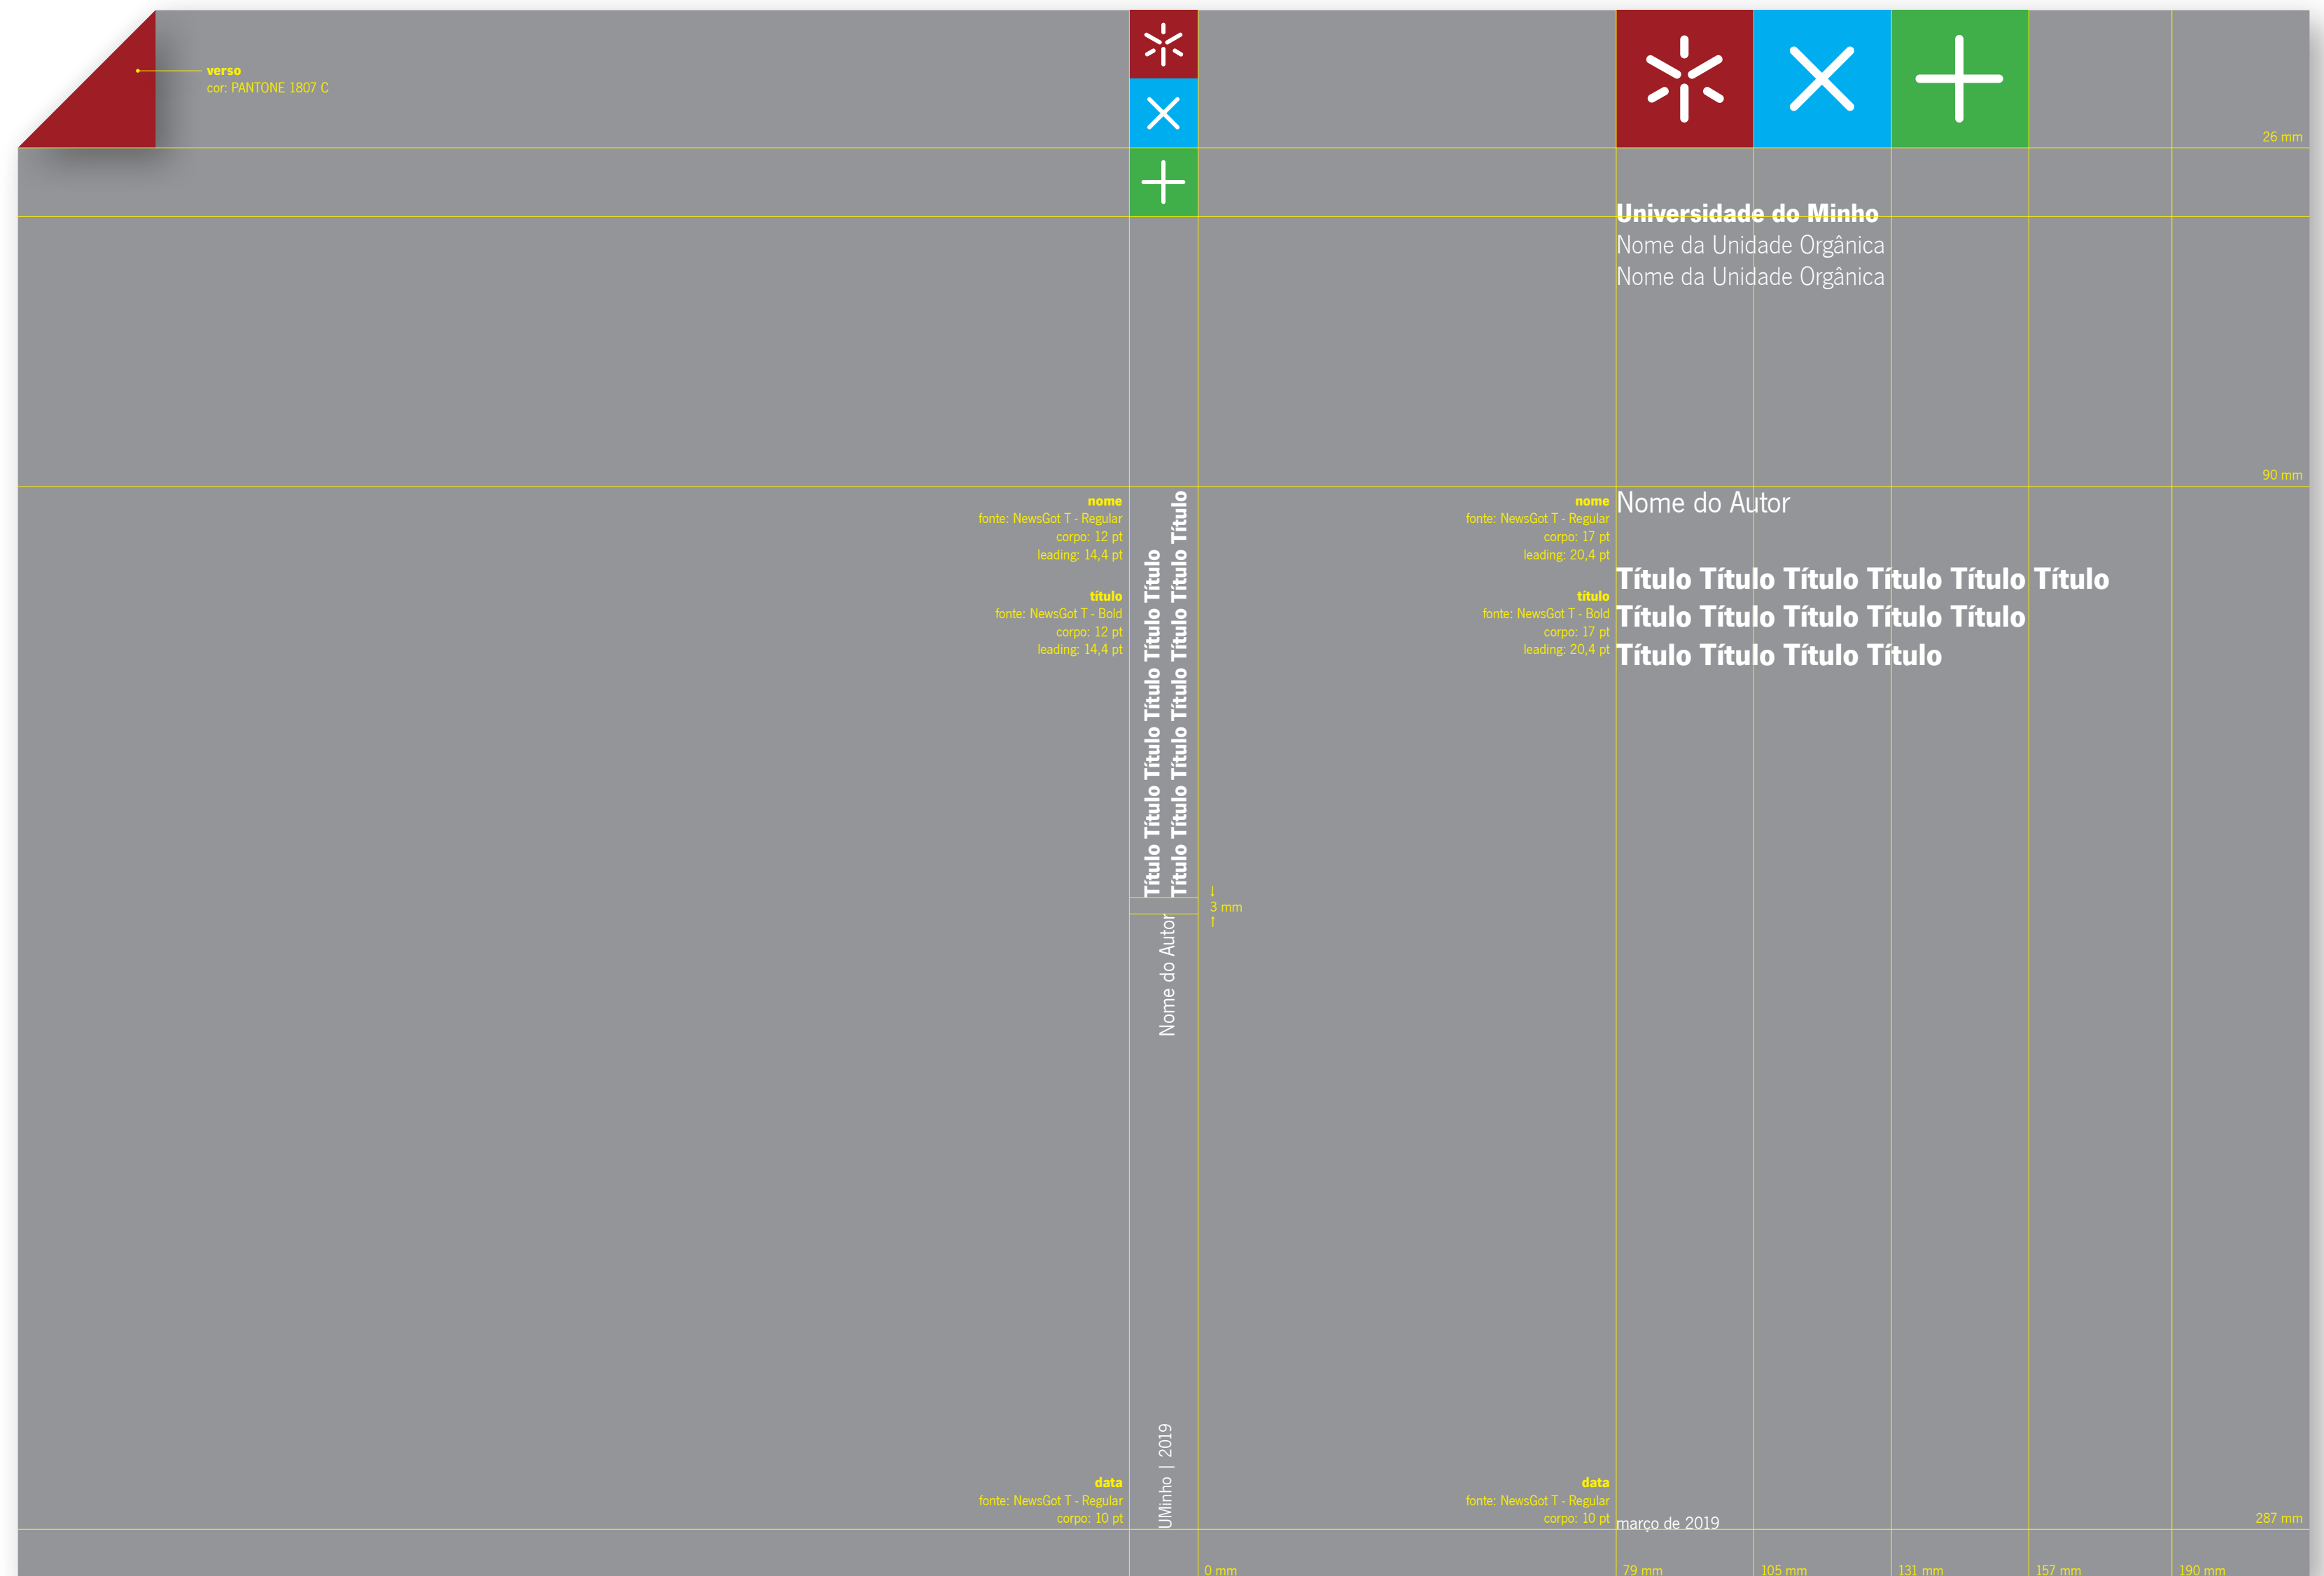 verso
cor: PANTONE 1807 C
26 mm
Universidade do Minho
Nome da Unidade Orgânica
Nome da Unidade Orgânica
90 mm
nome
fonte: NewsGot T - Regular
corpo: 12 pt
leading: 14,4 pt
título
fonte: NewsGot T - Bold
corpo: 12 pt
leading: 14,4 pt
Título Título Título Título Título Título
Título Título Título Título Título Título Título
3 mm
Nome do Autor
UMinho | 2019
data
fonte: NewsGot T - Regular
corpo: 10 pt
nome
fonte: NewsGot T - Regular
corpo: 17 pt
leading: 20,4 pt
título
fonte: NewsGot T - Bold
corpo: 17 pt
leading: 20,4 pt
Nome do Autor
Título Título Título Título Título Título
Título Título Título Título Título
Título Título Título Título
data
fonte: NewsGot T - Regular
corpo: 10 pt
março de 2019
287 mm
0 mm
79 mm
105 mm
131 mm
157 mm
190 mm